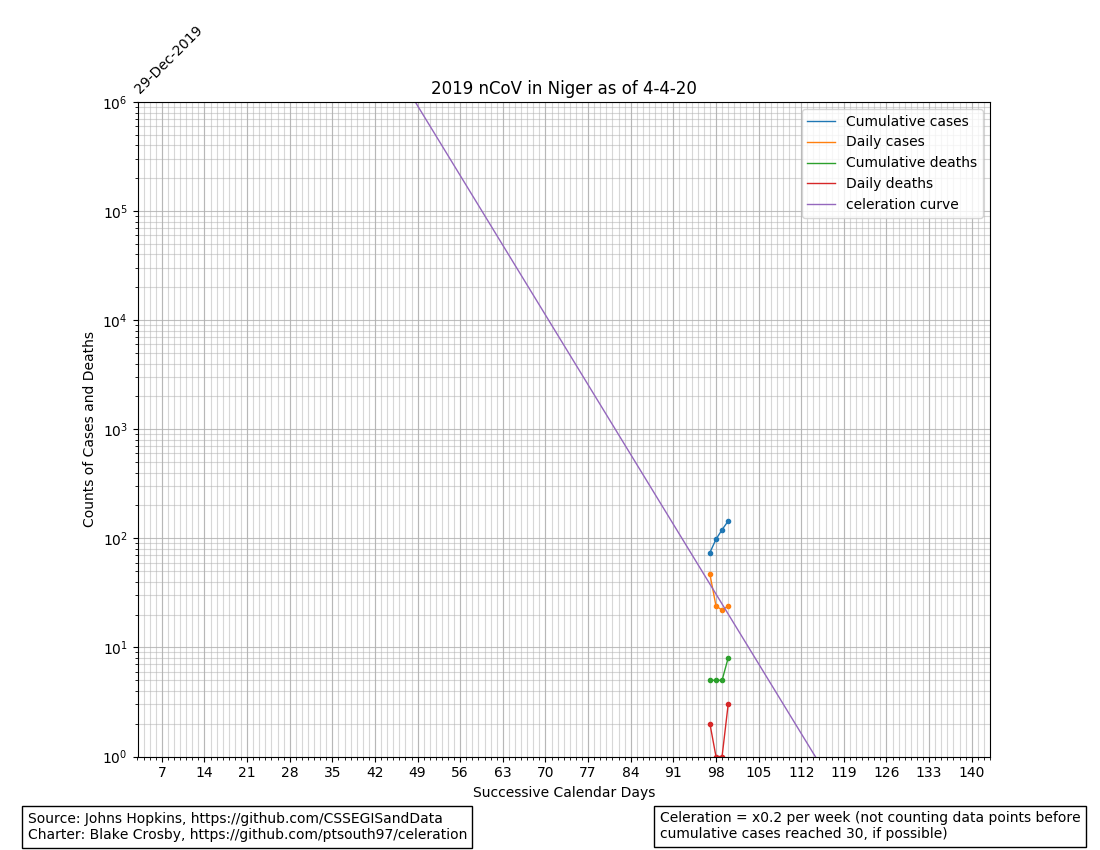 29-Dec-2019
2019 nCoV in Niger as of 4-4-20
Cumulative cases
Daily cases
Cumulative deaths
Daily deaths
celeration curve
Counts of Cases and Deaths
10^6
10^5
10^4
10^3
10^2
10^1
10^0
7 14 21 28 35 42 49 56 63 70 77 84 91 98 105 112 119 126 133 140
Successive Calendar Days
Source: Johns Hopkins, https://github.com/CSSEGISandData
Charter: Blake Crosby, https://github.com/ptsouth97/celeration
Celeration = x0.2 per week (not counting data points before
cumulative cases reached 30, if possible)